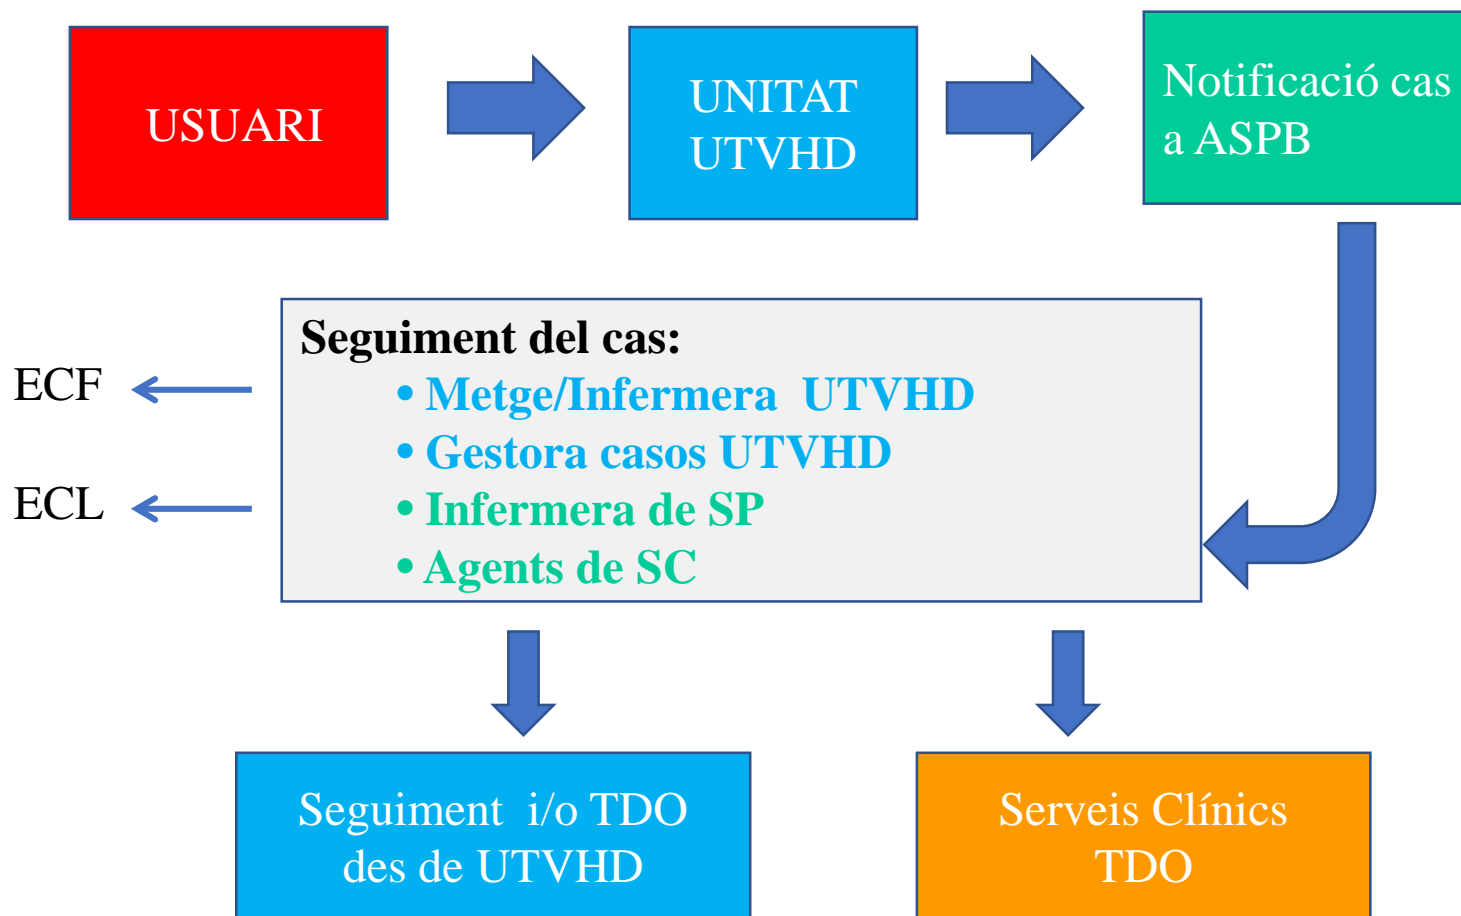 USUARI
UNITAT
UTVHD
Notificació cas
a ASPB
Seguiment del cas:
• Metge/Infermera UTVHD
• Gestora casos UTVHD
• Infermera de SP
• Agents de SC
ECF
ECL
Seguiment i/o TDO
des de UTVHD
Serveis Clínics
TDO